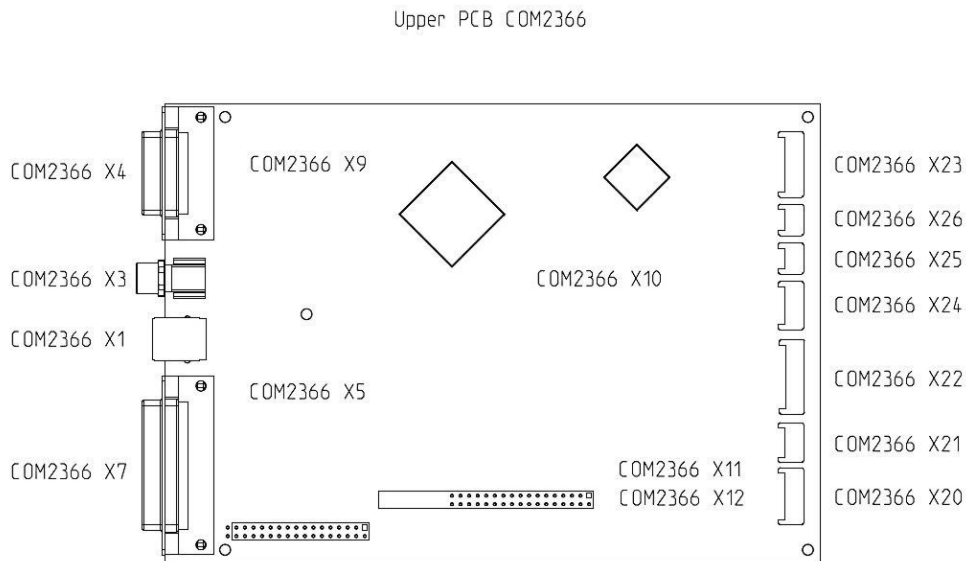 Upper PCB COM2366
COM2366 X4
COM2366 X9
COM2366 X23
COM2366 X26
COM2366 X25
COM2366 X3
COM2366 X10
COM2366 X24
COM2366 X1
COM2366 X22
COM2366 X5
COM2366 X21
COM2366 X7
COM2366 X11
COM2366 X12
COM2366 X20